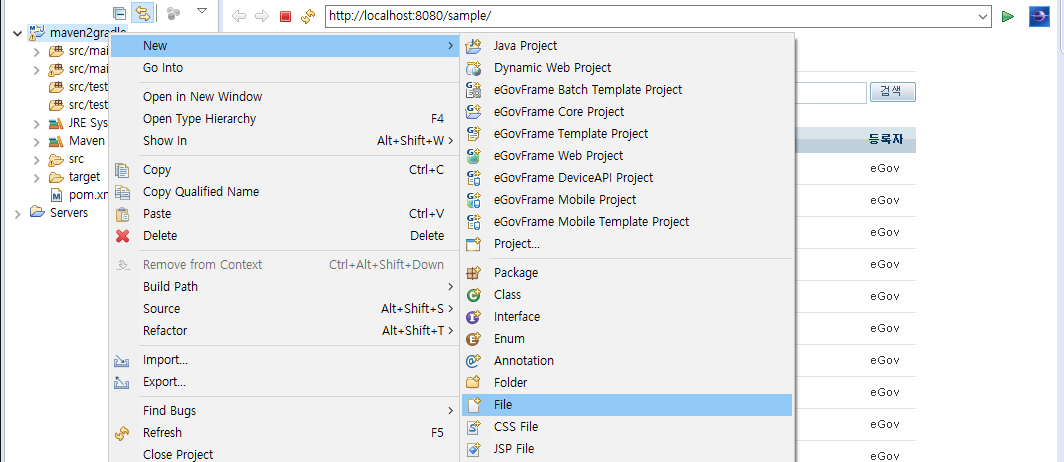 http://localhost:8080/sample/
maven2gradle
src/mai
src/mai
src/test
src/test
JRE Sys
Maven
src
target
pom.xm
Servers
New
Go Into
Open in New Window
Open Type Hierarchy F4
Show In Alt+Shift+W
Copy Ctrl+C
Copy Qualified Name
Paste Ctrl+V
Delete Delete
Remove from Context Ctrl+Alt+Shift+Down
Build Path
Source Alt+Shift+S
Refactor Alt+Shift+T
Import...
Export...
Find Bugs
Refresh F5
Close Project
Java Project
Dynamic Web Project
eGovFrame Batch Template Project
eGovFrame Core Project
eGovFrame Template Project
eGovFrame Web Project
eGovFrame DeviceAPI Project
eGovFrame Mobile Project
eGovFrame Mobile Template Project
Project...
Package
Class
Interface
Enum
Annotation
Folder
File
CSS File
JSP File
검색
등록자
eGov
eGov
eGov
eGov
eGov
eGov
eGov
eGov
eGov
eGov